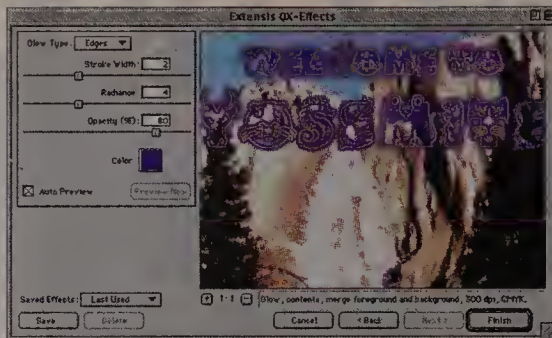 Extensis QX-Effects
Glow Type: Edges
Stroke Width: 2
Radiance: 4
Opacity (%): 80
Color
Auto Preview
Preview Now
WELCOME TO
YOSEMITE
Saved Effects: Last Used
1:1 Glow, contents, merge foreground and background, 300 dpi, CMYK.
Save Delete Cancel < Back Next > Finish